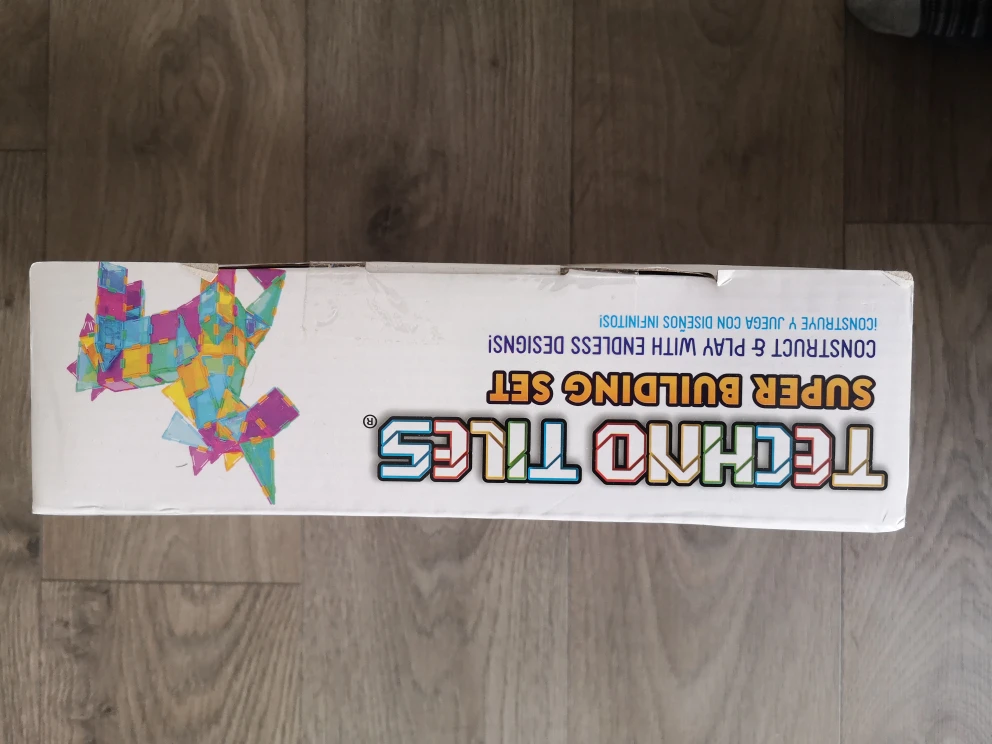 TECHNO TILES®
SUPER BUILDING SET
CONSTRUCT & PLAY WITH ENDLESS DESIGNS!
¡CONSTRUYE Y JUEGA CON DISEÑOS INFINITOS!